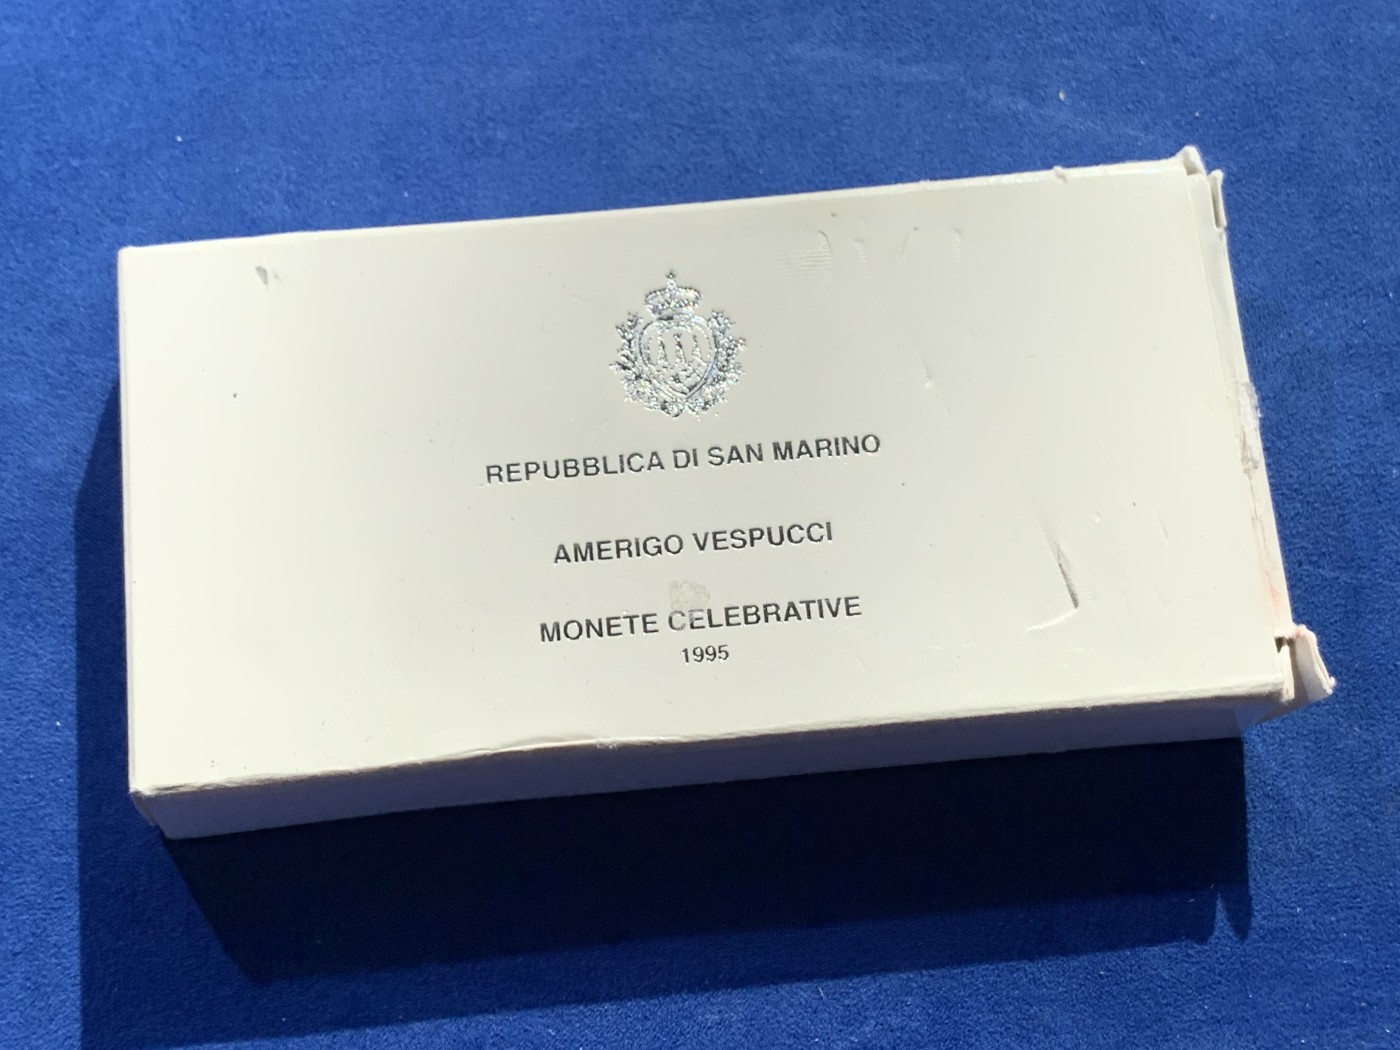 REPUBBLICA DI SAN MARINO
AMERIGO VESPUCCI
MONETE CELEBRATIVE
1995